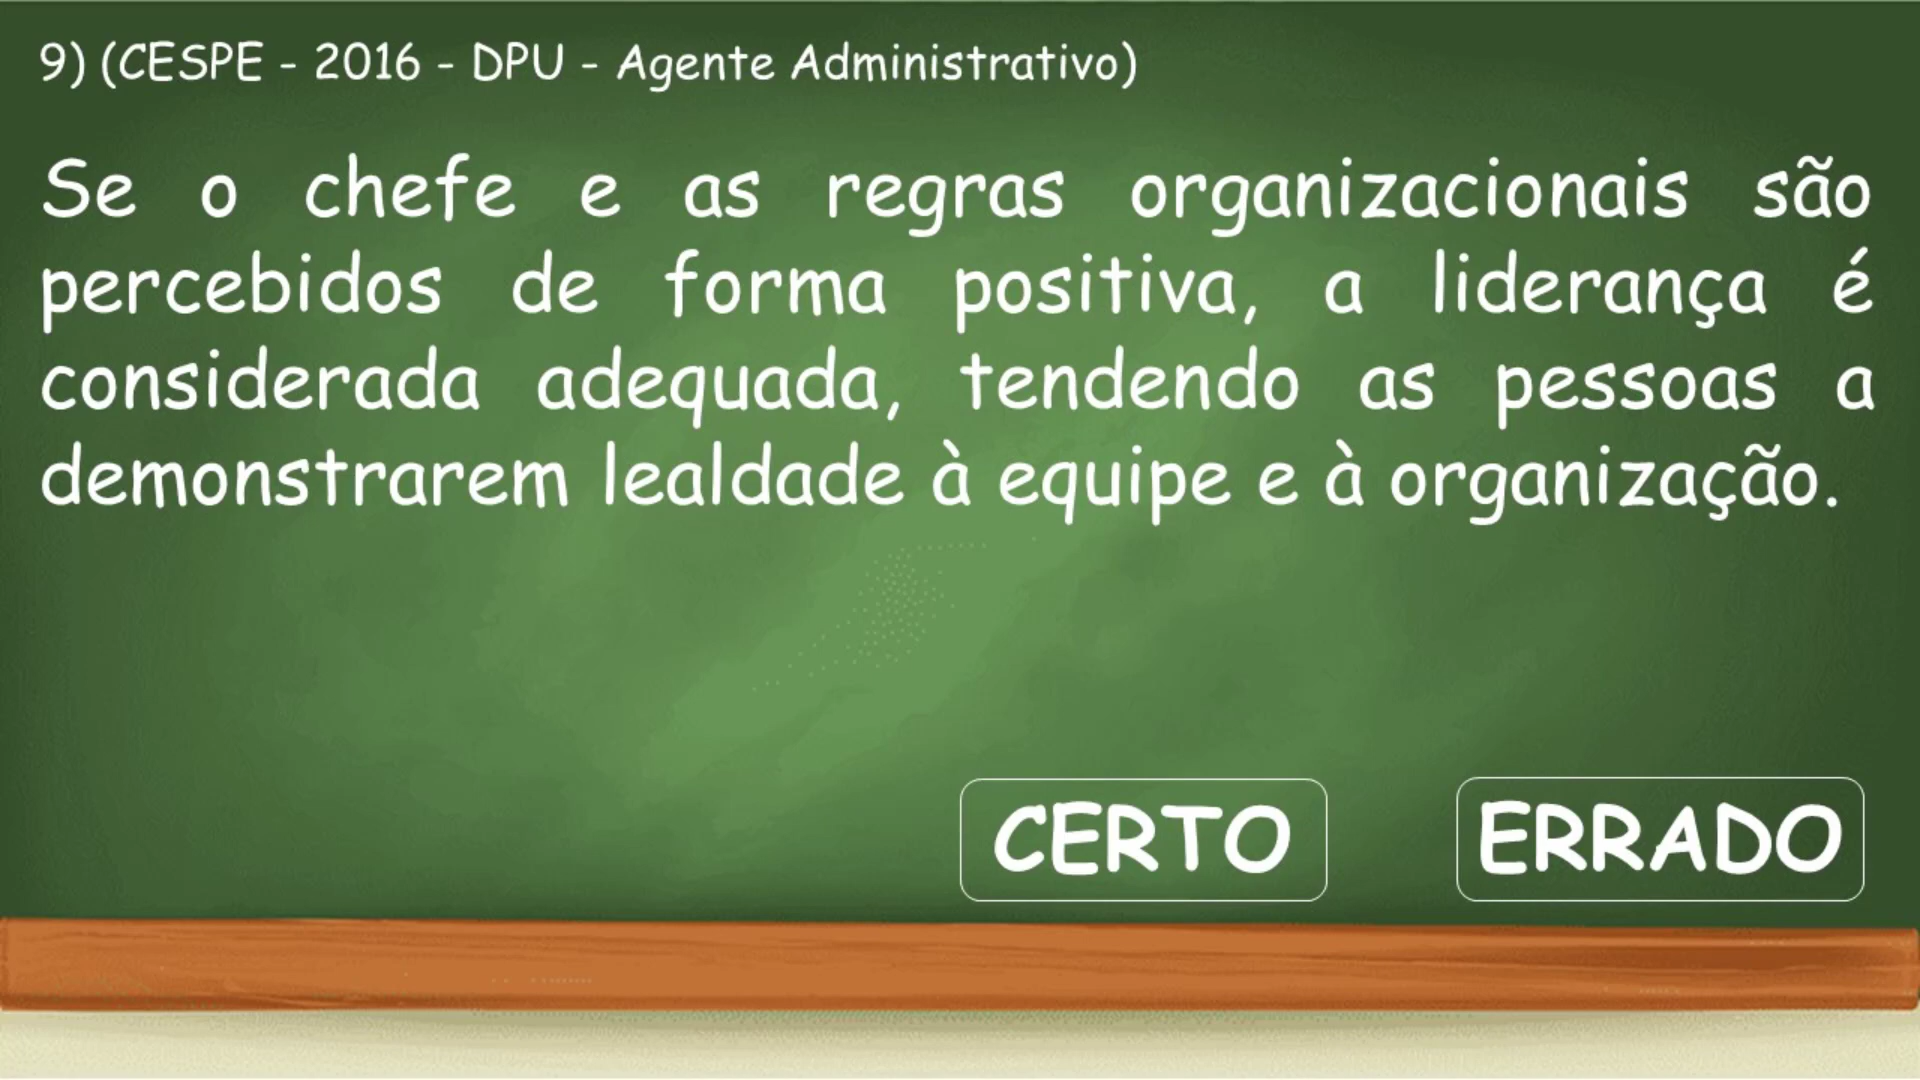 9) (CESPE - 2016 - DPU - Agente Administrativo)
Se o chefe e as regras organizacionais são
percebidos de forma positiva, a liderança é
considerada adequada, tendendo as pessoas a
demonstrarem lealdade à equipe e à organização.
CERTO ERRADO